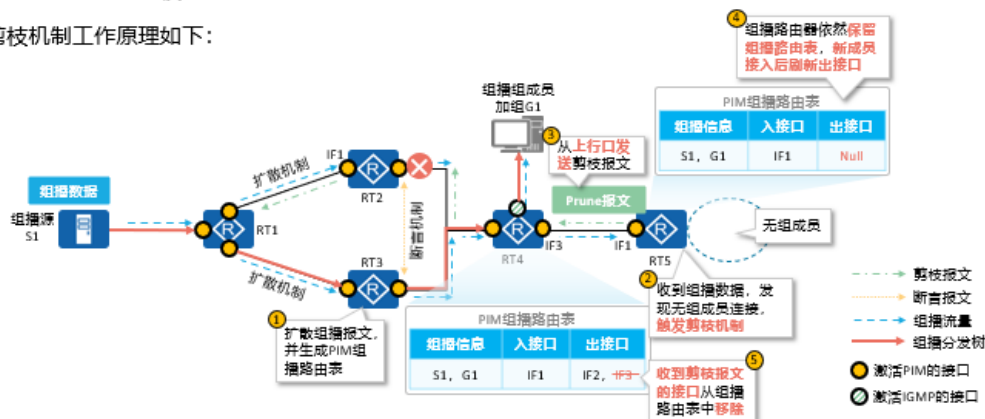 剪枝机制工作原理如下：
④
组播路由器依然保留
组播路由表，新成员
接入后刷新出接口
PIM组播路由表
组播信息 入接口 出接口
S1, G1 IF1 Null
组播组成员
加组G1
③
从上行口发
送剪枝报文
Prune报文
组播数据
组播源
S1
扩散机制
IF1
RT2
RT1
断言机制
RT3
扩散机制
RT4
IF3
IF1
RT5
无组成员
①
扩散组播报文，
并生成PIM组
播路由表
②
收到组播数据，发
现无组成员连接，
触发剪枝机制
PIM组播路由表
组播信息 入接口 出接口
S1, G1 IF1 IF2, IF3
⑤
收到剪枝报文
的接口从组播
路由表中移除
剪枝报文
断言报文
组播流量
组播分发树
激活PIM的接口
激活IGMP的接口